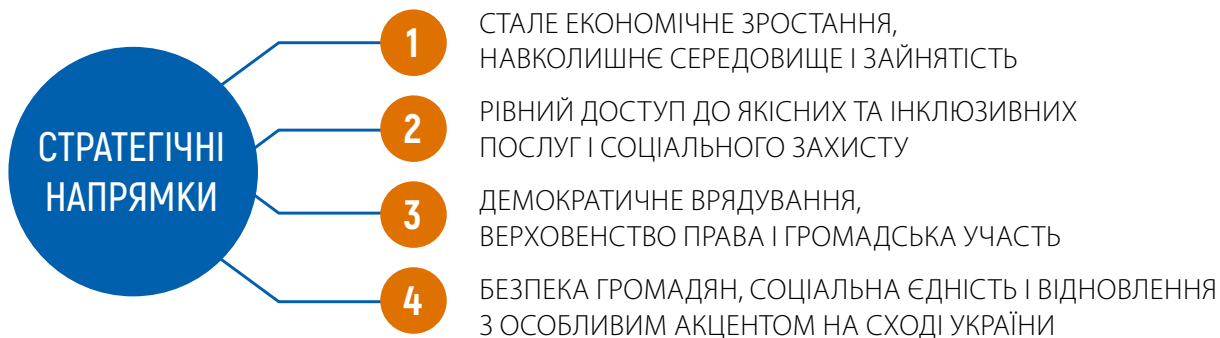 СТРАТЕГІЧНІ
НАПРЯМКИ
1
СТАЛЕ ЕКОНОМІЧНЕ ЗРОСТАННЯ,
НАВКОЛИШНЄ СЕРЕДОВИЩЕ І ЗАЙНЯТІСТЬ
2
РІВНИЙ ДОСТУП ДО ЯКІСНИХ ТА ІНКЛЮЗИВНИХ
ПОСЛУГ І СОЦІАЛЬНОГО ЗАХИСТУ
3
ДЕМОКРАТИЧНЕ ВРЯДУВАННЯ,
ВЕРХОВЕНСТВО ПРАВА І ГРОМАДСЬКА УЧАСТЬ
4
БЕЗПЕКА ГРОМАДЯН, СОЦІАЛЬНА ЄДНІСТЬ І ВІДНОВЛЕННЯ
З ОСОБЛИВИМ АКЦЕНТОМ НА СХОДІ УКРАЇНИ